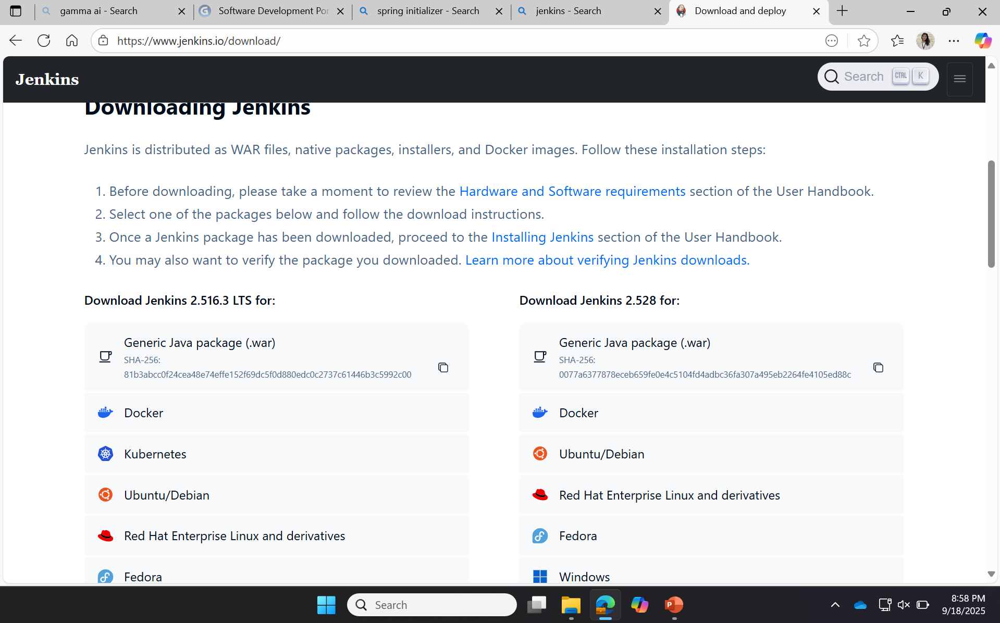 gamma ai - Search
Software Development Por
spring initializer - Search
jenkins - Search
Download and deploy
https://www.jenkins.io/download/
Jenkins
Search CTRL K
Downloading Jenkins
Jenkins is distributed as WAR files, native packages, installers, and Docker images. Follow these installation steps:
1. Before downloading, please take a moment to review the Hardware and Software requirements section of the User Handbook.
2. Select one of the packages below and follow the download instructions.
3. Once a Jenkins package has been downloaded, proceed to the Installing Jenkins section of the User Handbook.
4. You may also want to verify the package you downloaded. Learn more about verifying Jenkins downloads.
Download Jenkins 2.516.3 LTS for:
Generic Java package (.war)
SHA-256:
81b3abcc0f24cea48e74effe152f69dc5f0d880edc0c2737c61446b3c5992c00
Docker
Kubernetes
Ubuntu/Debian
Red Hat Enterprise Linux and derivatives
Fedora
Download Jenkins 2.528 for:
Generic Java package (.war)
SHA-256:
0077a6377878eceb659fe0e4c5104fd4adbc36fa307a495eb2264fe4105ed88c
Docker
Ubuntu/Debian
Red Hat Enterprise Linux and derivatives
Fedora
Windows
Search
P
8:58 PM
9/18/2025